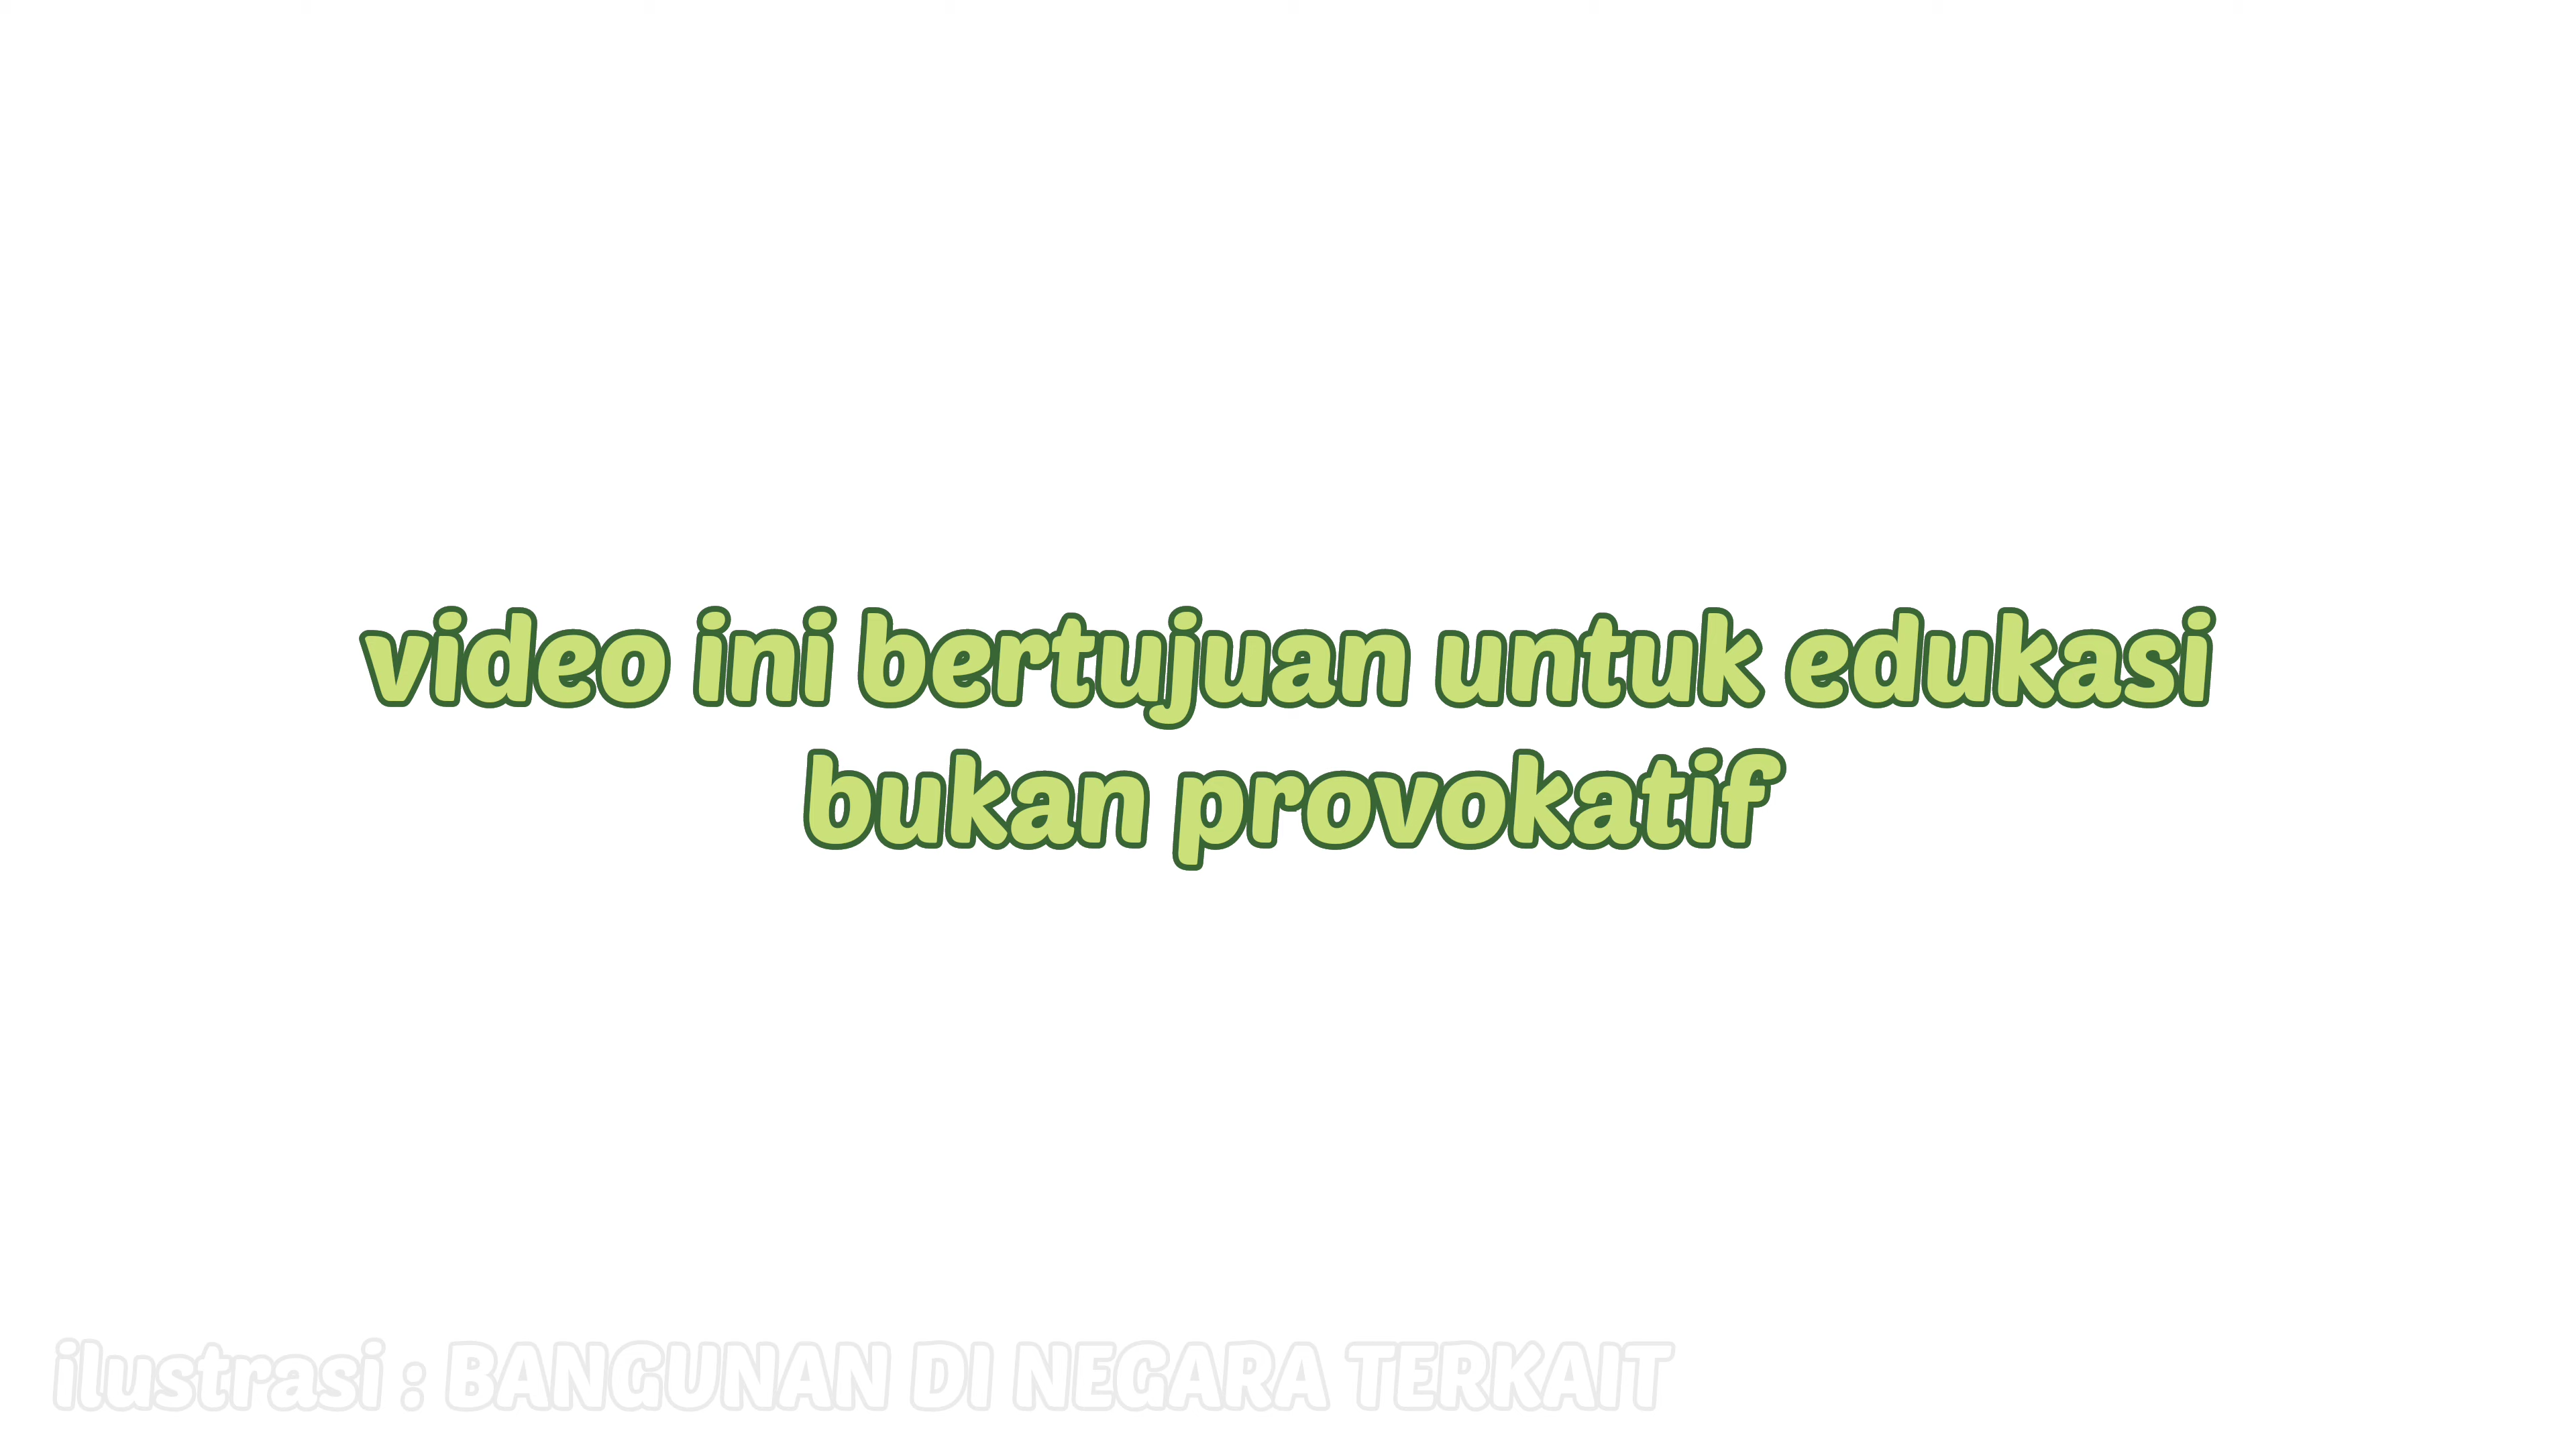 video ini bertujuan untuk edukasi
bukan provokatif
ilustrasi : BANGUNAN DI NEGARA TERKAIT